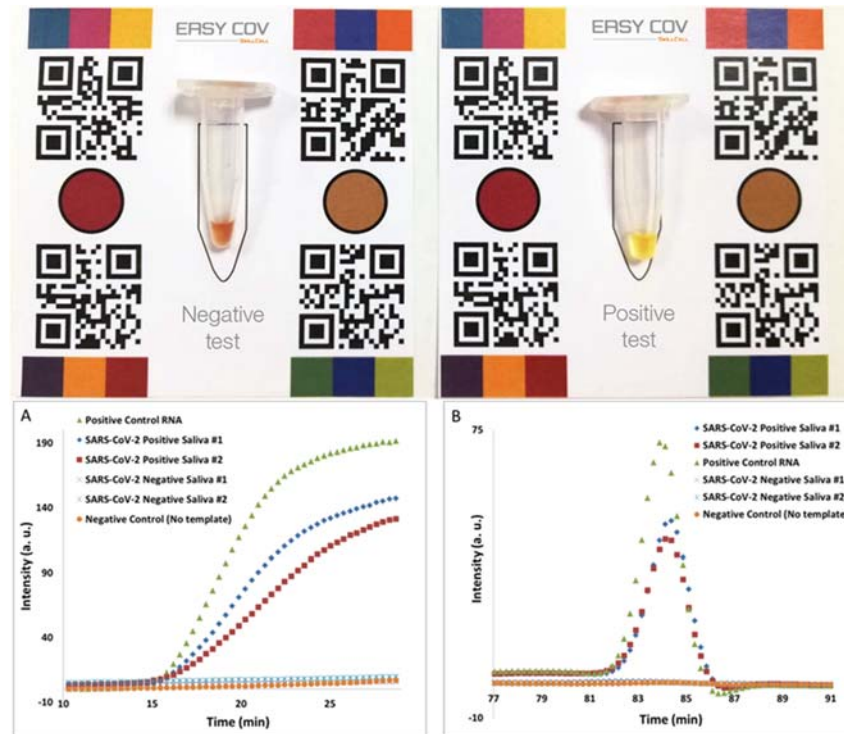 EASY COV
SKILLCELL
Negative
test
EASY COV
SKILLCELL
Positive
test
A
Positive Control RNA
SARS-CoV-2 Positive Saliva #1
SARS-CoV-2 Positive Saliva #2
SARS-CoV-2 Negative Saliva #1
SARS-CoV-2 Negative Saliva #2
Negative Control (No template)
190
140
90
40
-10
Intensity (a. u.)
10
15
20
25
Time (min)
B
SARS-CoV-2 Positive Saliva #1
SARS-CoV-2 Positive Saliva #2
Positive Control RNA
SARS-CoV-2 Negative Saliva #1
SARS-CoV-2 Negative Saliva #2
Negative Control (No template)
75
-10
Intensity (a. u.)
77
79
81
83
85
87
89
91
Time (min)